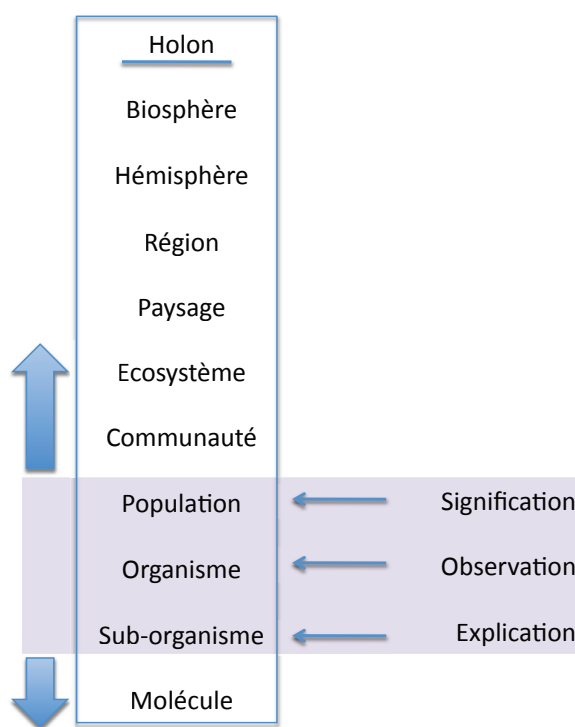 Holon
Biosphère
Hémisphère
Région
Paysage
Ecosystème
Communauté
Population Signification
Organisme Observation
Sub-organisme Explication
Molécule